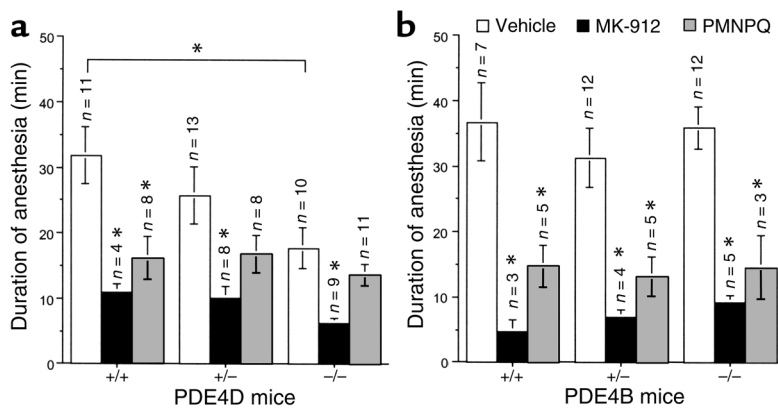 a
b
Vehicle MK-912 PMNPQ
Duration of anesthesia (min)
50
40
30
20
10
0
*
n = 11
n = 4 *
n = 8 *
n = 13
n = 8 *
n = 8
n = 10
n = 9 *
n = 11
+/+ +/– –/–
PDE4D mice
Duration of anesthesia (min)
50
40
30
20
10
0
n = 7
n = 3 *
n = 5 *
n = 12
n = 4 *
n = 5 *
n = 12
n = 5 *
n = 3 *
+/+ +/– –/–
PDE4B mice